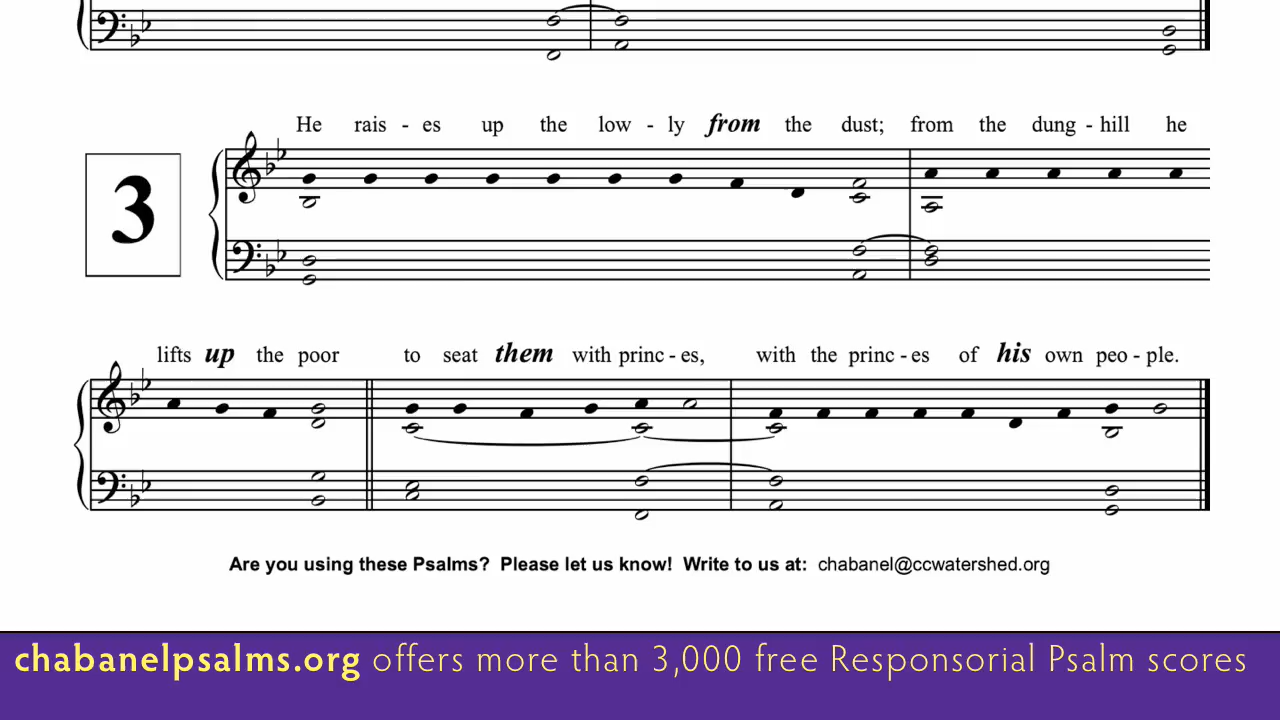 He rais - es up the low - ly from the dust; from the dung - hill he
3
lifts up the poor to seat them with princ - es, with the princ - es of his own peo - ple.
Are you using these Psalms? Please let us know! Write to us at: chabanel@ccwatershed.org
chabanelpsalms.org offers more than 3,000 free Responsorial Psalm scores